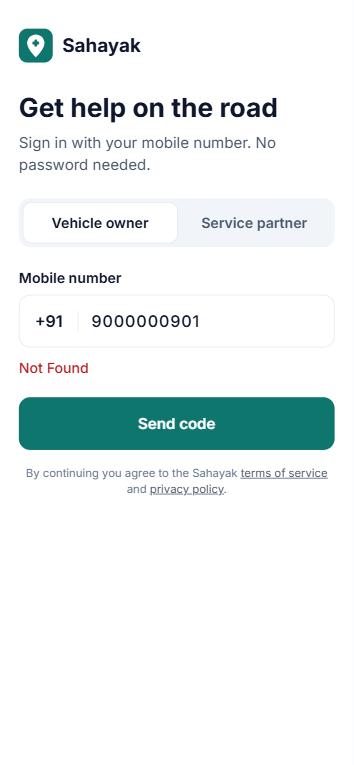 Sahayak
Get help on the road
Sign in with your mobile number. No
password needed.
Vehicle owner
Service partner
Mobile number
+91 9000000901
Not Found
Send code
By continuing you agree to the Sahayak terms of service
and privacy policy.